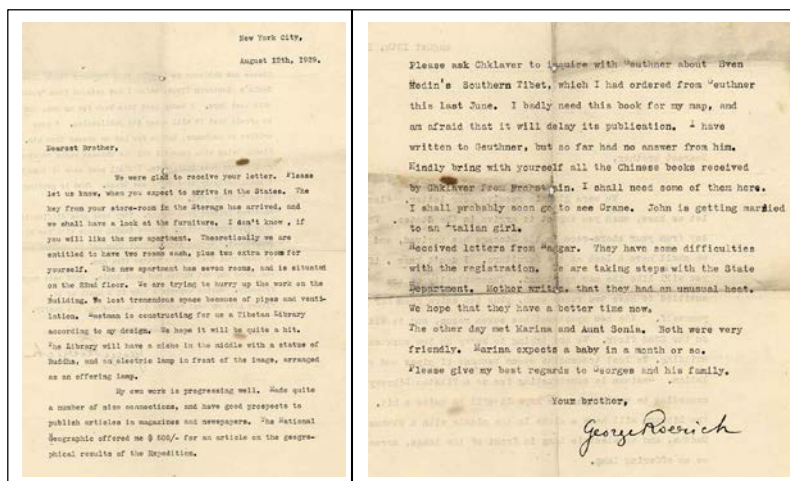 New York City,
August 12th, 1929.
Dearest Brother,
We were glad to receive your letter. Please
let us know, when you expect to arrive in the States. The
key from your store-room in the Storage has arrived, and
we shall have a look at the furniture. I don't know , if
you will like the new apartment. Theoretically we are
entitled to have two rooms each, plus two extra rooms for
yourself. The new apartment has seven rooms, and is situated
on the 22nd floor. We are trying to hurry up the work on the
Building. We lost tremendous space because of pipes and venti-
lation. is constructing for us a Tibetan Library
according to my design. We hope it will be quite a hit.
The Library will have a niche in the middle with a statue of
Buddha, and an electric lamp in front of the image, arranged
as an offering lamp.
My own work is progressing well. Made quite
a number of nice connections, and have good prospects to
publish articles in magazines and newspapers. The National
Geographic offered me $ 500/- for an article on the geogra-
phical results of the Expedition.
Please ask Chklaver to inquire with Geuthner about Sven
Hedin's Southern Tibet, which I had ordered from Geuthner
this last June. I badly need this book for my map, and
am afraid that it will delay its publication. I have
written to Geuthner, but so far had no answer from him.
Kindly bring with yourself all the Chinese books received
by Chklaver from I shall need some of them here.
I shall probably soon go to see Crane. John is getting married
to an Italian girl.
Received letters from Naggar. They have some difficulties
with the registration. We are taking steps with the State
Department. Mother writes, that they had an unusual heat.
We hope that they have a better time now.
The other day met Marina and Aunt Sonia. Both were very
friendly. Marina expects a baby in a month or so.
Please give my best regards to Georges and his family.
Your brother,
George Roerich